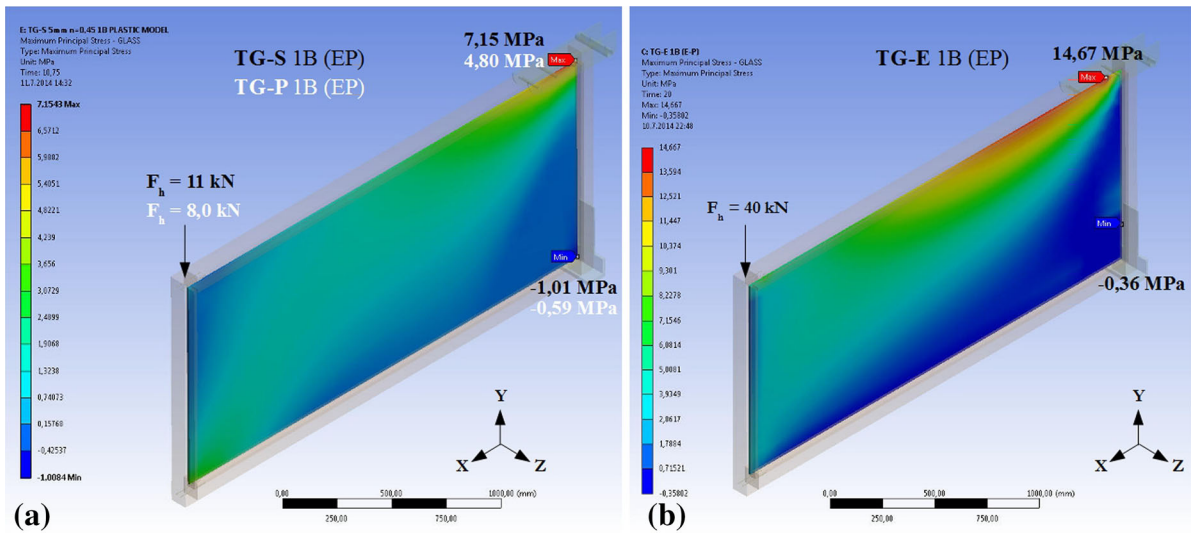 E: TG-S 5mm n=0,45 1B PLASTIC MODEL
Maximum Principal Stress - GLASS
Type: Maximum Principal Stress
Unit: MPa
Time: 10,75
11.7.2014 14:32
7,1543 Max
6,5712
5,9882
5,4051
4,8221
4,239
3,656
3,0729
2,4899
1,9068
1,3238
0,74073
0,15768
-0,42537
-1,0084 Min
TG-S 1B (EP)
TG-P 1B (EP)
7,15 MPa
4,80 MPa
Max
Fh = 11 kN
Fh = 8,0 kN
Min
-1,01 MPa
-0,59 MPa
Y
X
Z
0,00
500,00
1000,00 (mm)
250,00
750,00
(a)
C: TG-E 1B (E-P)
Maximum Principal Stress - GLASS
Type: Maximum Principal Stress
Unit: MPa
Time: 20
Max: 14,667
Min: -0,35802
10.7.2014 22:48
14,667
13,594
12,521
11,447
10,374
9,301
8,2278
7,1546
6,0814
5,0081
3,9349
2,8617
1,7884
0,71521
-0,35802
TG-E 1B (EP)
14,67 MPa
Max
Fh = 40 kN
Min
-0,36 MPa
Y
X
Z
0,00
500,00
1000,00 (mm)
250,00
750,00
(b)